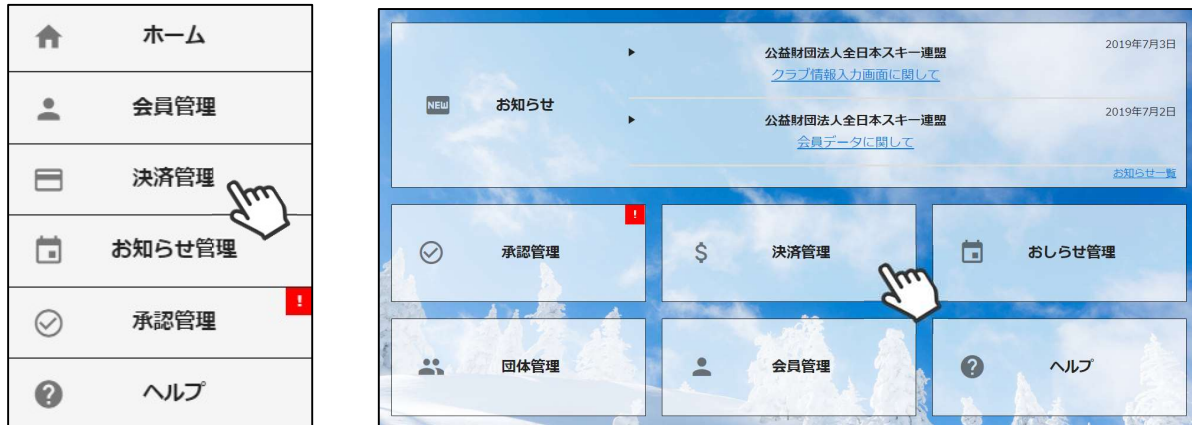 ホーム
会員管理
決済管理
お知らせ管理
!
承認管理
ヘルプ
2019年7月3日
公益財団法人全日本スキー連盟
クラブ情報入力画面に関して
NEW お知らせ
2019年7月2日
公益財団法人全日本スキー連盟
会員データに関して
お知らせ一覧
!
承認管理
$ 決済管理
おしらせ管理
団体管理
会員管理
? ヘルプ